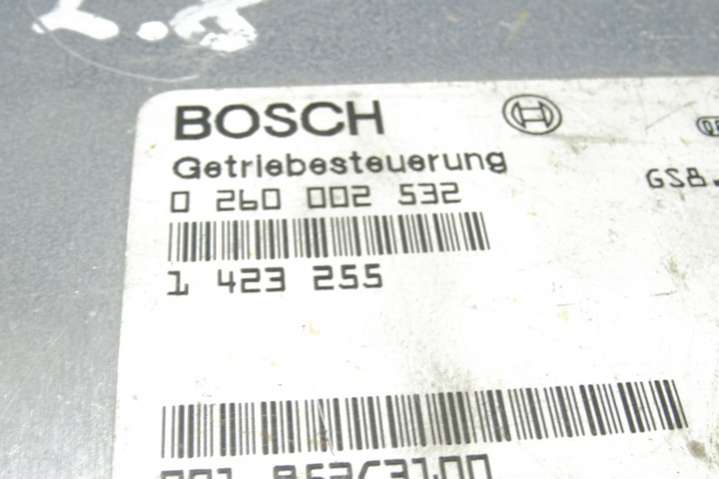 BOSCH
Getriebesteuerung
GS8.
0 260 002 532
1 423 255